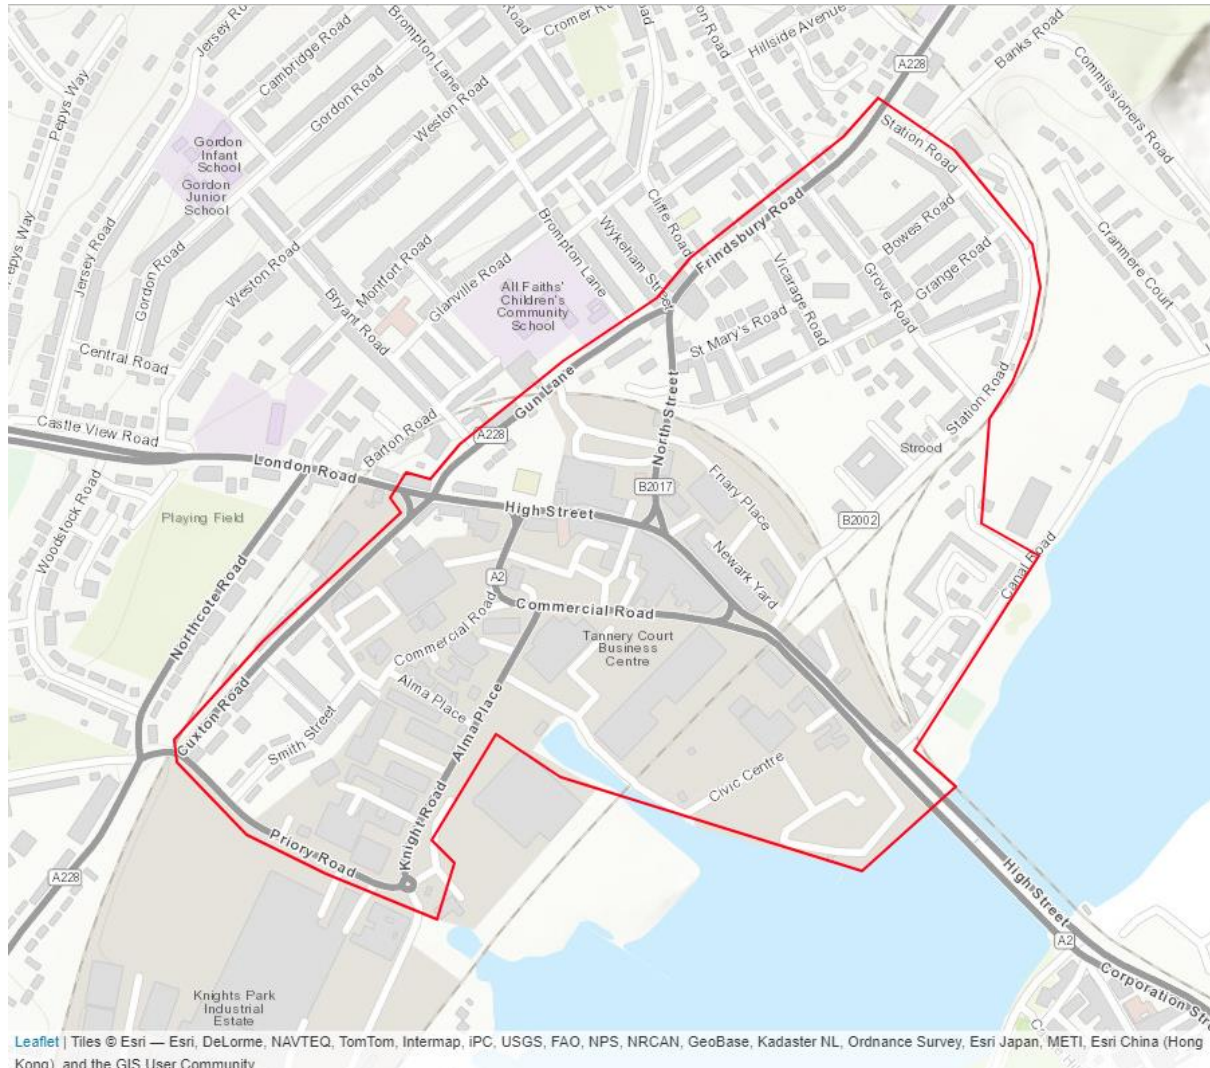 Jersey Road
Cambridge Road
Brompton Lane
Road
Cromer Road
Road
Hillside Avenue
Banks Road
Commissioners Road
A228
Pepys Way
Gordon Road
Weston Road
Gordon
Infant
School
Gordon
Junior
School
Station Road
Cliffe Road
Wykeham Street
Brompton Lane
Frindsbury Road
Bowes Road
Cranmere Court
Pepys Way
Jersey Road
Gordon Road
Weston Road
Montfort Road
Glanville Road
All Faiths'
Children's
Community
School
Vicarage Road
Grove Road
Grange Road
Bryant Road
St Mary's Road
Central Road
Gun Lane
North Street
Station Road
Castle View Road
Barton Road
A228
London Road
Strood
Friary Place
B2017
Woodstock Road
Playing Field
High Street
B2002
Newark Yard
Canal Road
A2
Northcote Road
Commercial Road
Commercial Road
Tannery Court
Business
Centre
Alma Place
Alma Place
Cuxton Road
Smith Street
Civic Centre
Knight Road
Priory Road
A228
High Street
A2
Corporation Stre
Knights Park
Industrial
Estate
Leaflet | Tiles © Esri — Esri, DeLorme, NAVTEQ, TomTom, Intermap, iPC, USGS, FAO, NPS, NRCAN, GeoBase, Kadaster NL, Ordnance Survey, Esri Japan, METI, Esri China (Hong
Kong), and the GIS User Community